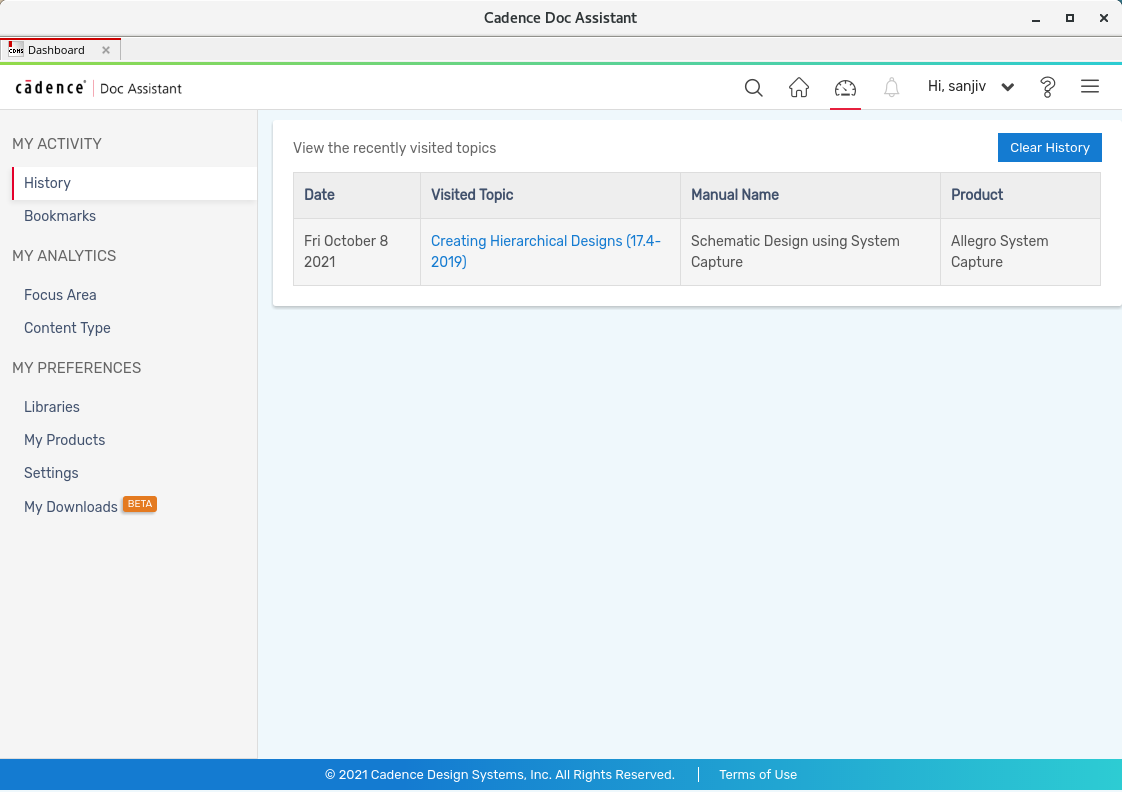 Cadence Doc Assistant
CDMS Dashboard
cādence® Doc Assistant
Hi, sanjiv
MY ACTIVITY
History
Bookmarks
MY ANALYTICS
Focus Area
Content Type
MY PREFERENCES
Libraries
My Products
Settings
My Downloads BETA
View the recently visited topics
Clear History
Date Visited Topic Manual Name Product
Fri October 8 Creating Hierarchical Designs (17.4- Schematic Design using System Allegro System
2021 2019) Capture Capture
© 2021 Cadence Design Systems, Inc. All Rights Reserved. | Terms of Use